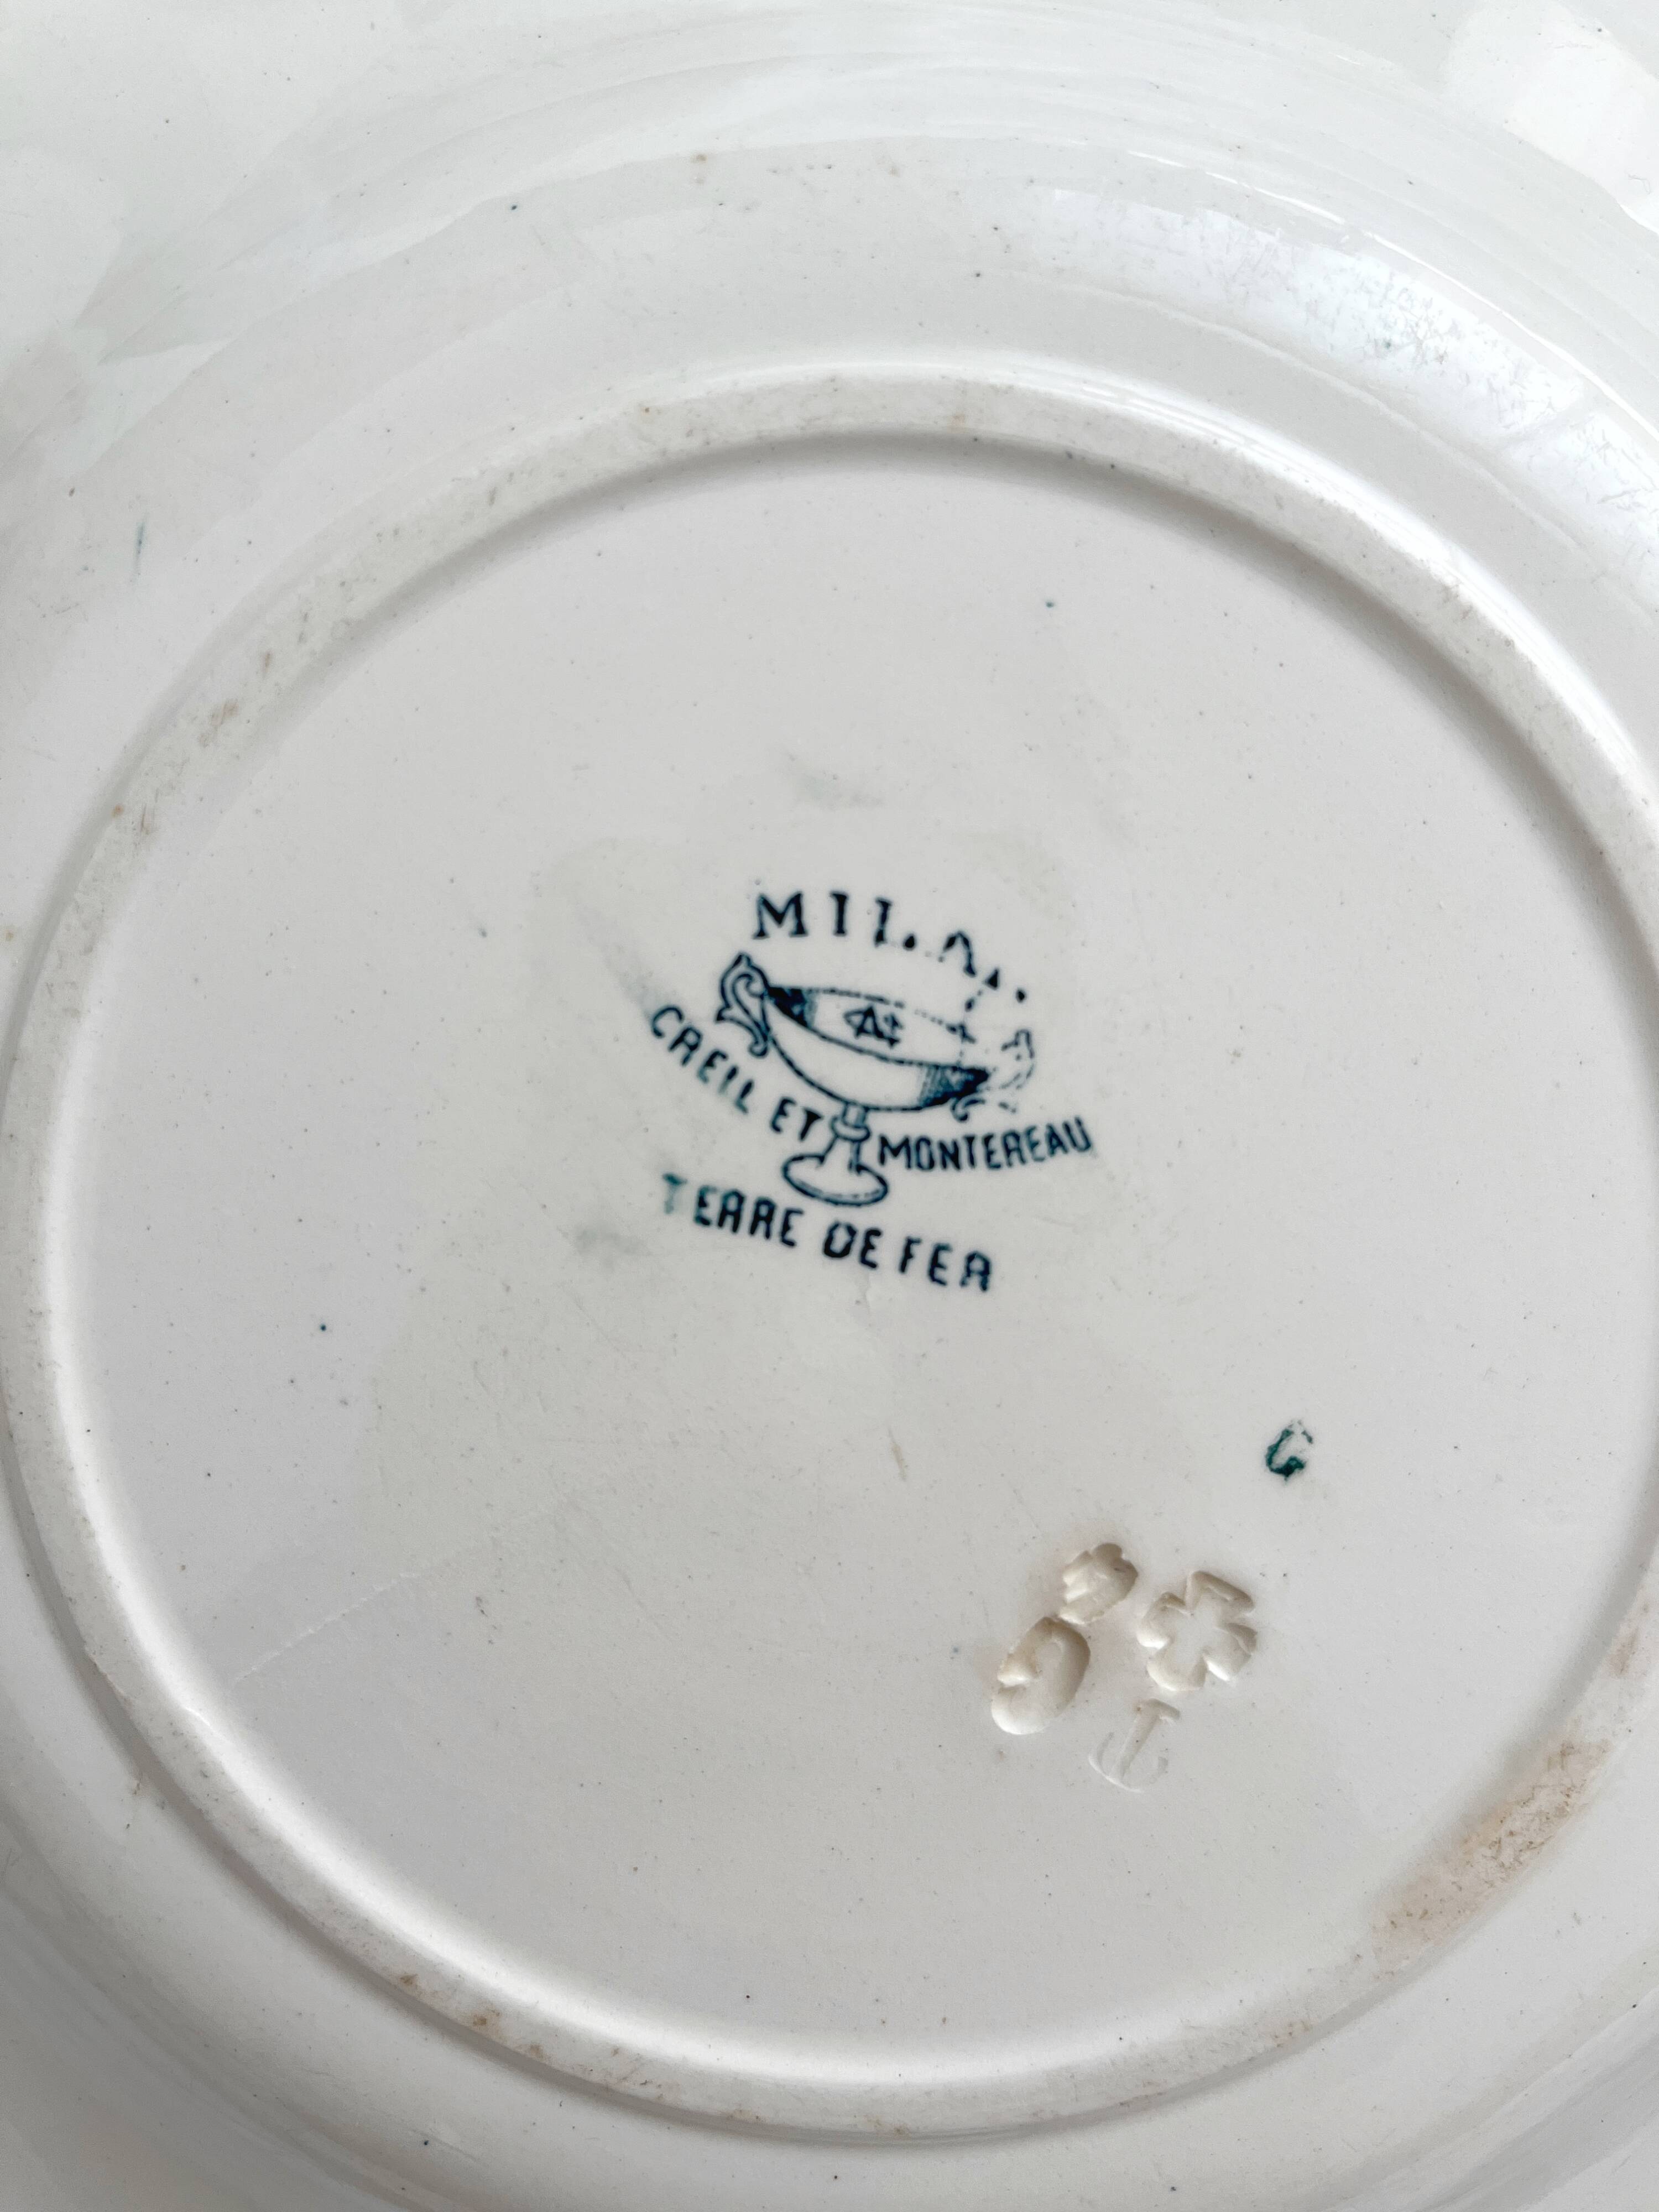 MILAN
CREIL ET MONTEREAU
TERRE DE FER
G